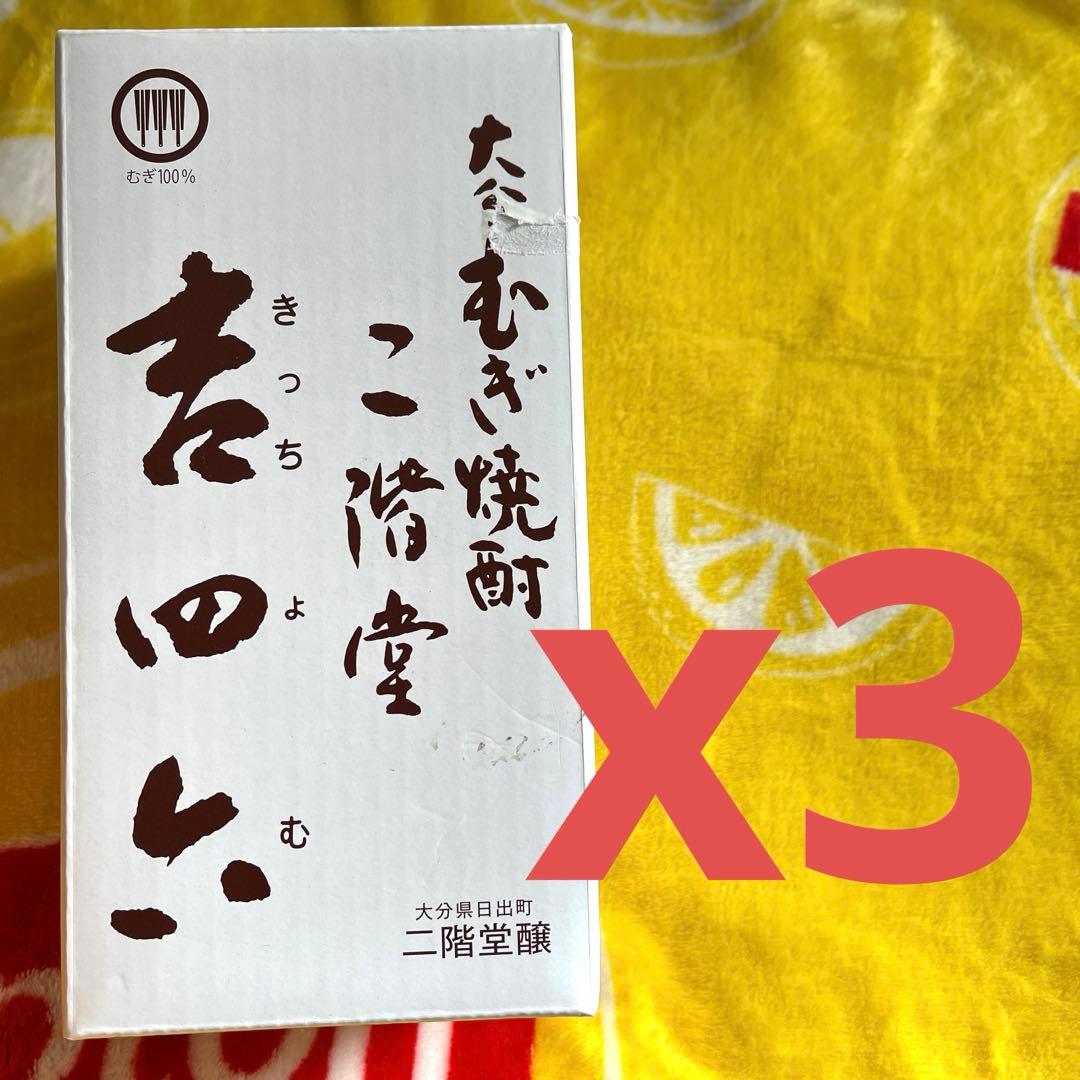 むぎ100%
大分むぎ焼酎
二階堂
吉四六
きっちょむ
大分県日出町
二階堂醸
x3